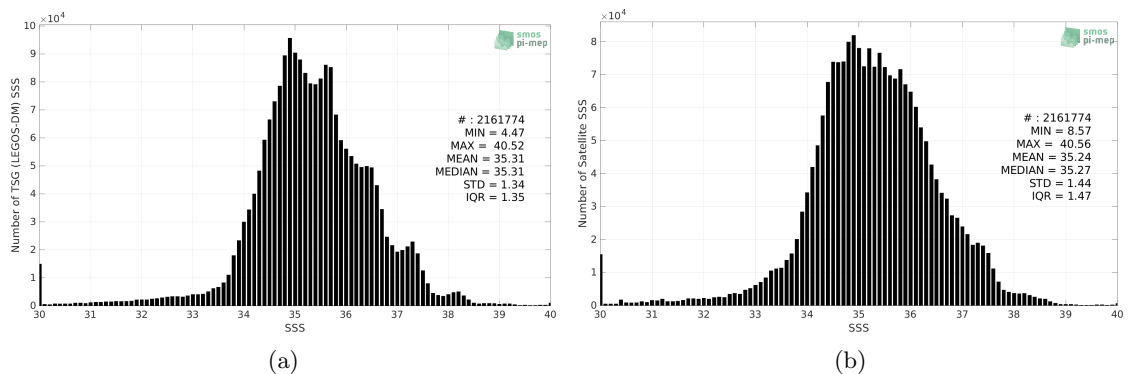 ×10⁴
10
9
8
7
6
5
4
3
2
1
0
Number of TSG (LEGOS-DM) SSS
30 31 32 33 34 35 36 37 38 39 40
SSS
smos
pi-mep
# : 2161774
MIN = 4.47
MAX = 40.52
MEAN = 35.31
MEDIAN = 35.31
STD = 1.34
IQR = 1.35
(a)
×10⁴
8
7
6
5
4
3
2
1
0
Number of Satellite SSS
30 31 32 33 34 35 36 37 38 39 40
SSS
smos
pi-mep
# : 2161774
MIN = 8.57
MAX = 40.56
MEAN = 35.24
MEDIAN = 35.27
STD = 1.44
IQR = 1.47
(b)